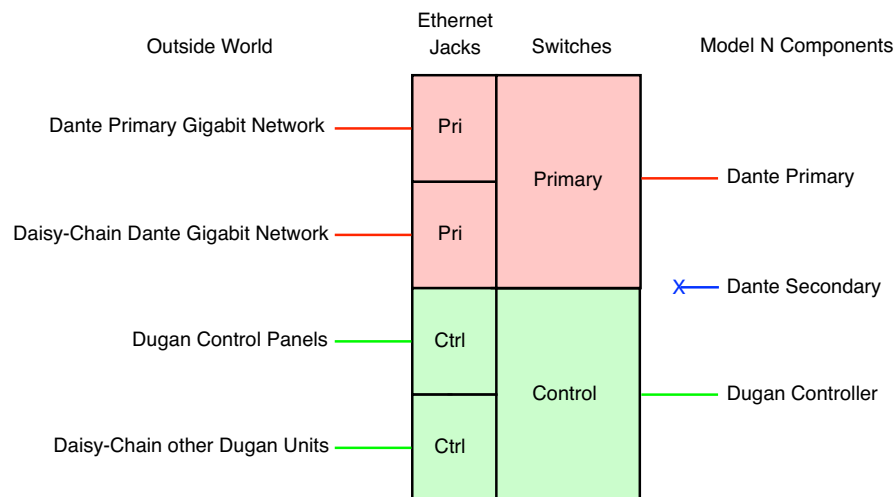 Ethernet
Outside World Jacks Switches Model N Components
Dante Primary Gigabit Network Pri
Primary Dante Primary
Daisy-Chain Dante Gigabit Network Pri
X Dante Secondary
Dugan Control Panels Ctrl
Control Dugan Controller
Daisy-Chain other Dugan Units Ctrl